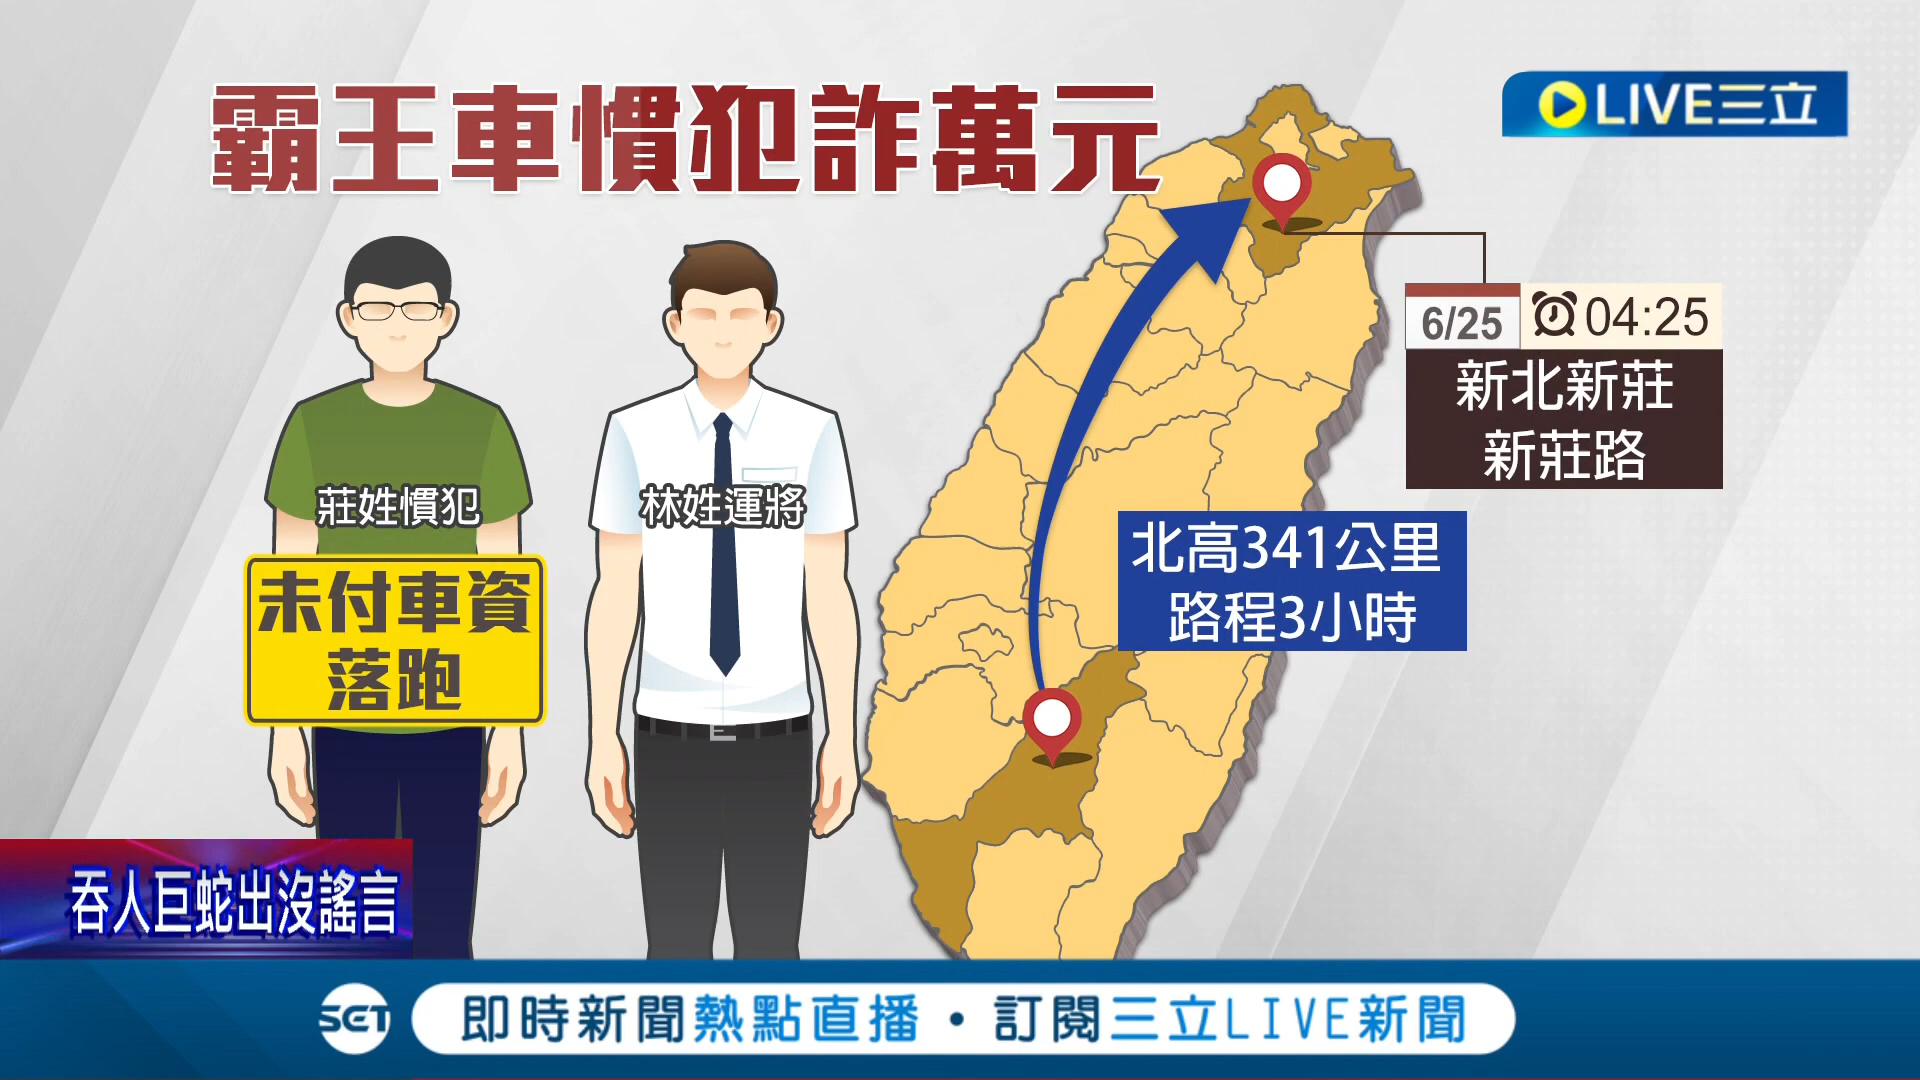 霸王車慣犯詐萬元
LIVE三立
6/25
04:25
新北新莊
新莊路
莊姓慣犯
林姓運將
北高341公里
路程3小時
未付車資
落跑
吞人巨蛇出沒謠言
SET
即時新聞熱點直播・訂閱三立LIVE新聞